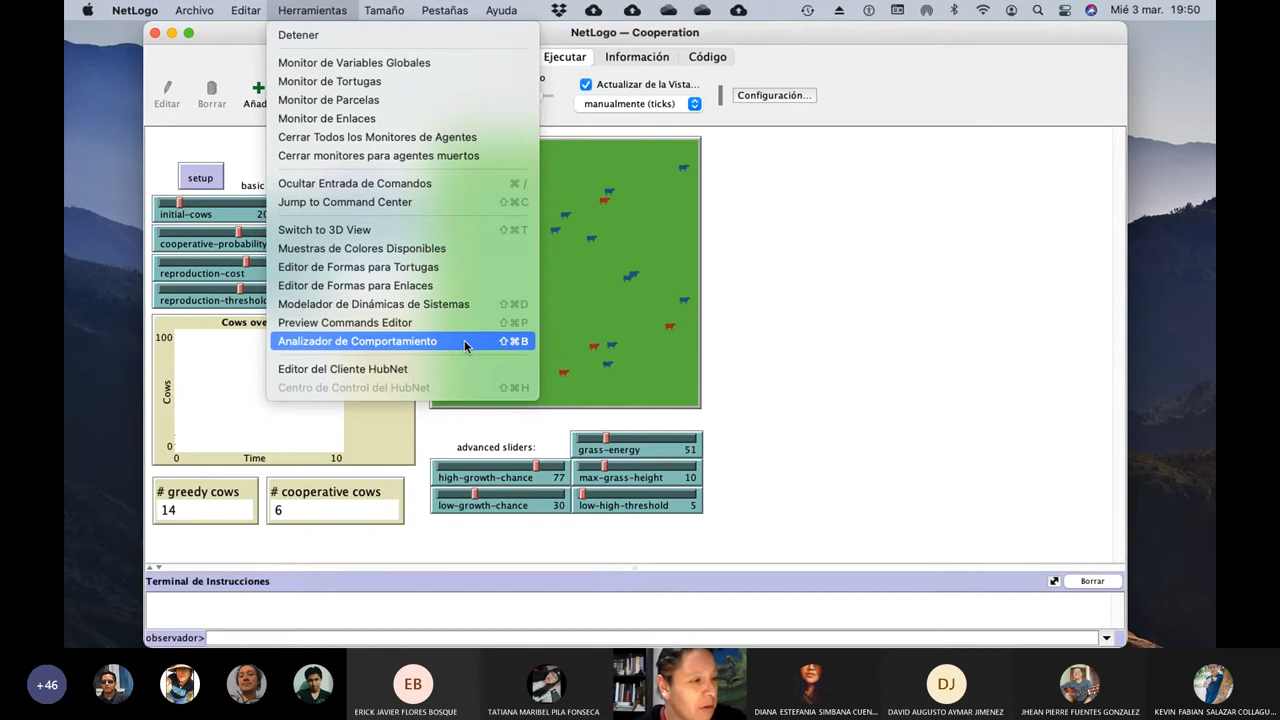 NetLogo Archivo Editar Herramientas Tamaño Pestañas Ayuda Mié 3 mar. 19:50
NetLogo — Cooperation
Ejecutar Información Código
Editar Borrar Añad
Actualizar de la Vista...
manualmente (ticks)
Configuración...
Detener
Monitor de Variables Globales
Monitor de Tortugas
Monitor de Parcelas
Monitor de Enlaces
Cerrar Todos los Monitores de Agentes
Cerrar monitores para agentes muertos
Ocultar Entrada de Comandos ⌘ /
Jump to Command Center ⇧⌘C
Switch to 3D View ⇧⌘T
Muestras de Colores Disponibles
Editor de Formas para Tortugas
Editor de Formas para Enlaces
Modelador de Dinámicas de Sistemas ⇧⌘D
Preview Commands Editor ⇧⌘P
Analizador de Comportamiento ⇧⌘B
Editor del Cliente HubNet
Centro de Control del HubNet ⇧⌘H
setup
basic
initial-cows 20
cooperative-probability
reproduction-cost
reproduction-threshold
Cows ove
100
Cows
0
0 Time 10
# greedy cows
14
# cooperative cows
6
advanced sliders:
grass-energy 51
high-growth-chance 77
max-grass-height 10
low-growth-chance 30
low-high-threshold 5
Terminal de Instrucciones
Borrar
observador>
+46
EB
DJ
ERICK JAVIER FLORES BOSQUE
TATIANA MARIBEL PILA FONSECA
DIANA ESTEFANIA SIMBANA CUEN...
DAVID AUGUSTO AYMAR JIMENEZ
JHEAN PIERRE FUENTES GONZALEZ
KEVIN FABIAN SALAZAR COLLAGU...